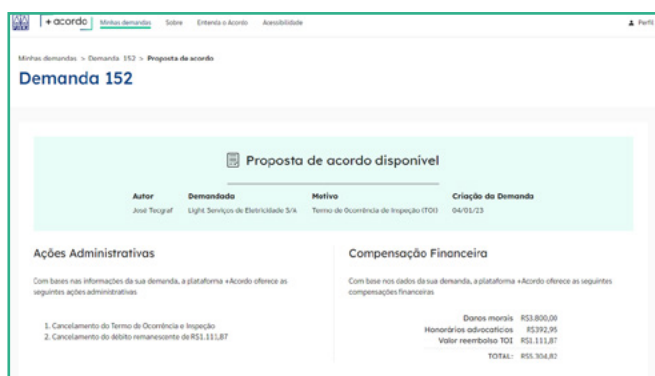 + acordo Minhas demandas Sobre Entenda o Acordo Acessibilidade Perfil
Minhas demandas > Demanda 152 > Proposta de acordo
Demanda 152
Proposta de acordo disponível
Autor Demandada Motivo Criação da Demanda
José Tecgraf Light Serviços de Eletricidade S/A Termo de Ocorrência de Inspeção (TOI) 04/01/23
Ações Administrativas
Com bases nas informações da sua demanda, a plataforma +Acordo oferece as
seguintes ações administrativas
1. Cancelamento do Termo de Ocorrência e Inspeção
2. Cancelamento do débito remanescente de R$1.111,87
Compensação Financeira
Com base nos dados da sua demanda, a plataforma +Acordo oferece as seguintes
compensações financeiras
Danos morais R$3.800,00
Honorários advocatícios R$392,95
Valor reembolso TOI R$1.111,87
TOTAL: R$5.304,82